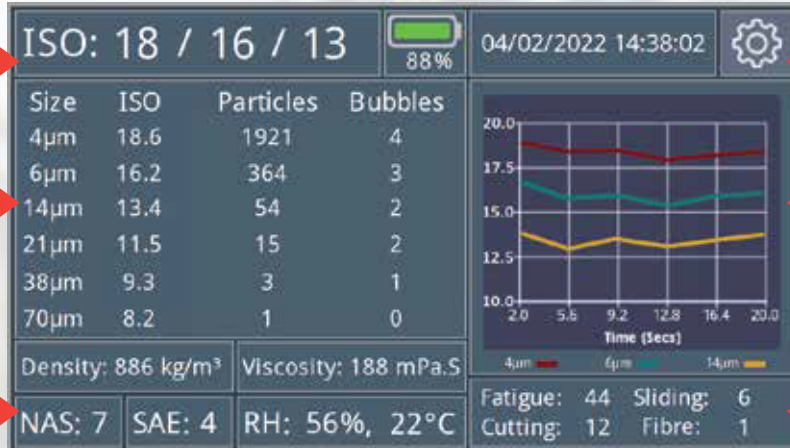 ISO: 18 / 16 / 13
88%
04/02/2022 14:38:02
Size ISO Particles Bubbles
4µm 18.6 1921 4
6µm 16.2 364 3
14µm 13.4 54 2
21µm 11.5 15 2
38µm 9.3 3 1
70µm 8.2 1 0
Density: 886 kg/m³
Viscosity: 188 mPa.S
NAS: 7
SAE: 4
RH: 56%, 22°C
20.0
17.5
15.0
12.5
10.0
2.0 5.6 9.2 12.8 16.4 20.0
Time (Secs)
4µm 6µm 14µm
Fatigue: 44 Sliding: 6
Cutting: 12 Fibre: 1